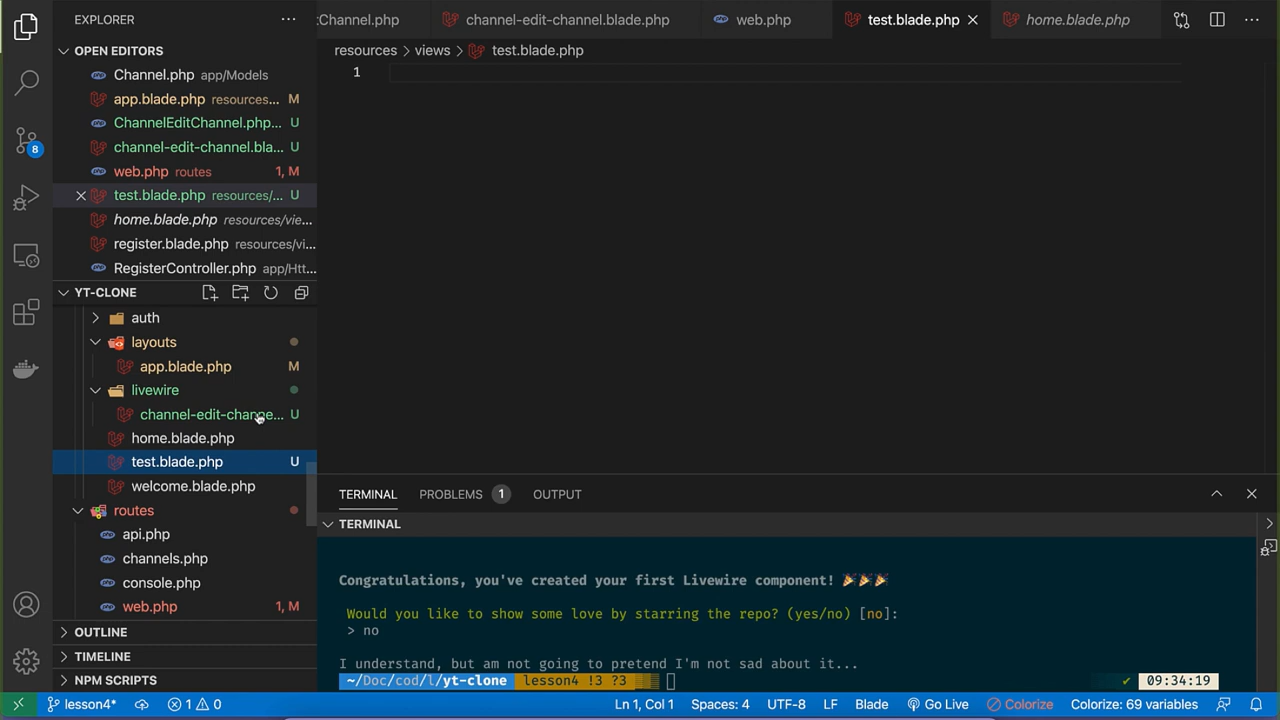 EXPLORER
OPEN EDITORS
Channel.php app/Models
app.blade.php resources... M
ChannelEditChannel.php... U
channel-edit-channel.bla... U
web.php routes 1, M
test.blade.php resources/... U
home.blade.php resources/vie...
register.blade.php resources/vi...
RegisterController.php app/Htt...
YT-CLONE
auth
layouts
app.blade.php M
livewire
channel-edit-channe... U
home.blade.php
test.blade.php U
welcome.blade.php
routes
api.php
channels.php
console.php
web.php 1, M
OUTLINE
TIMELINE
NPM SCRIPTS
8
tChannel.php channel-edit-channel.blade.php web.php test.blade.php home.blade.php
resources > views > test.blade.php
1
TERMINAL PROBLEMS 1 OUTPUT
TERMINAL
Congratulations, you've created your first Livewire component! 🎉🎉🎉
Would you like to show some love by starring the repo? (yes/no) [no]:
> no
I understand, but am not going to pretend I'm not sad about it...
~/Doc/cod/l/yt-clone lesson4 !3 ?3 ✓ 09:34:19
lesson4* 1 0 Ln 1, Col 1 Spaces: 4 UTF-8 LF Blade Go Live Colorize Colorize: 69 variables